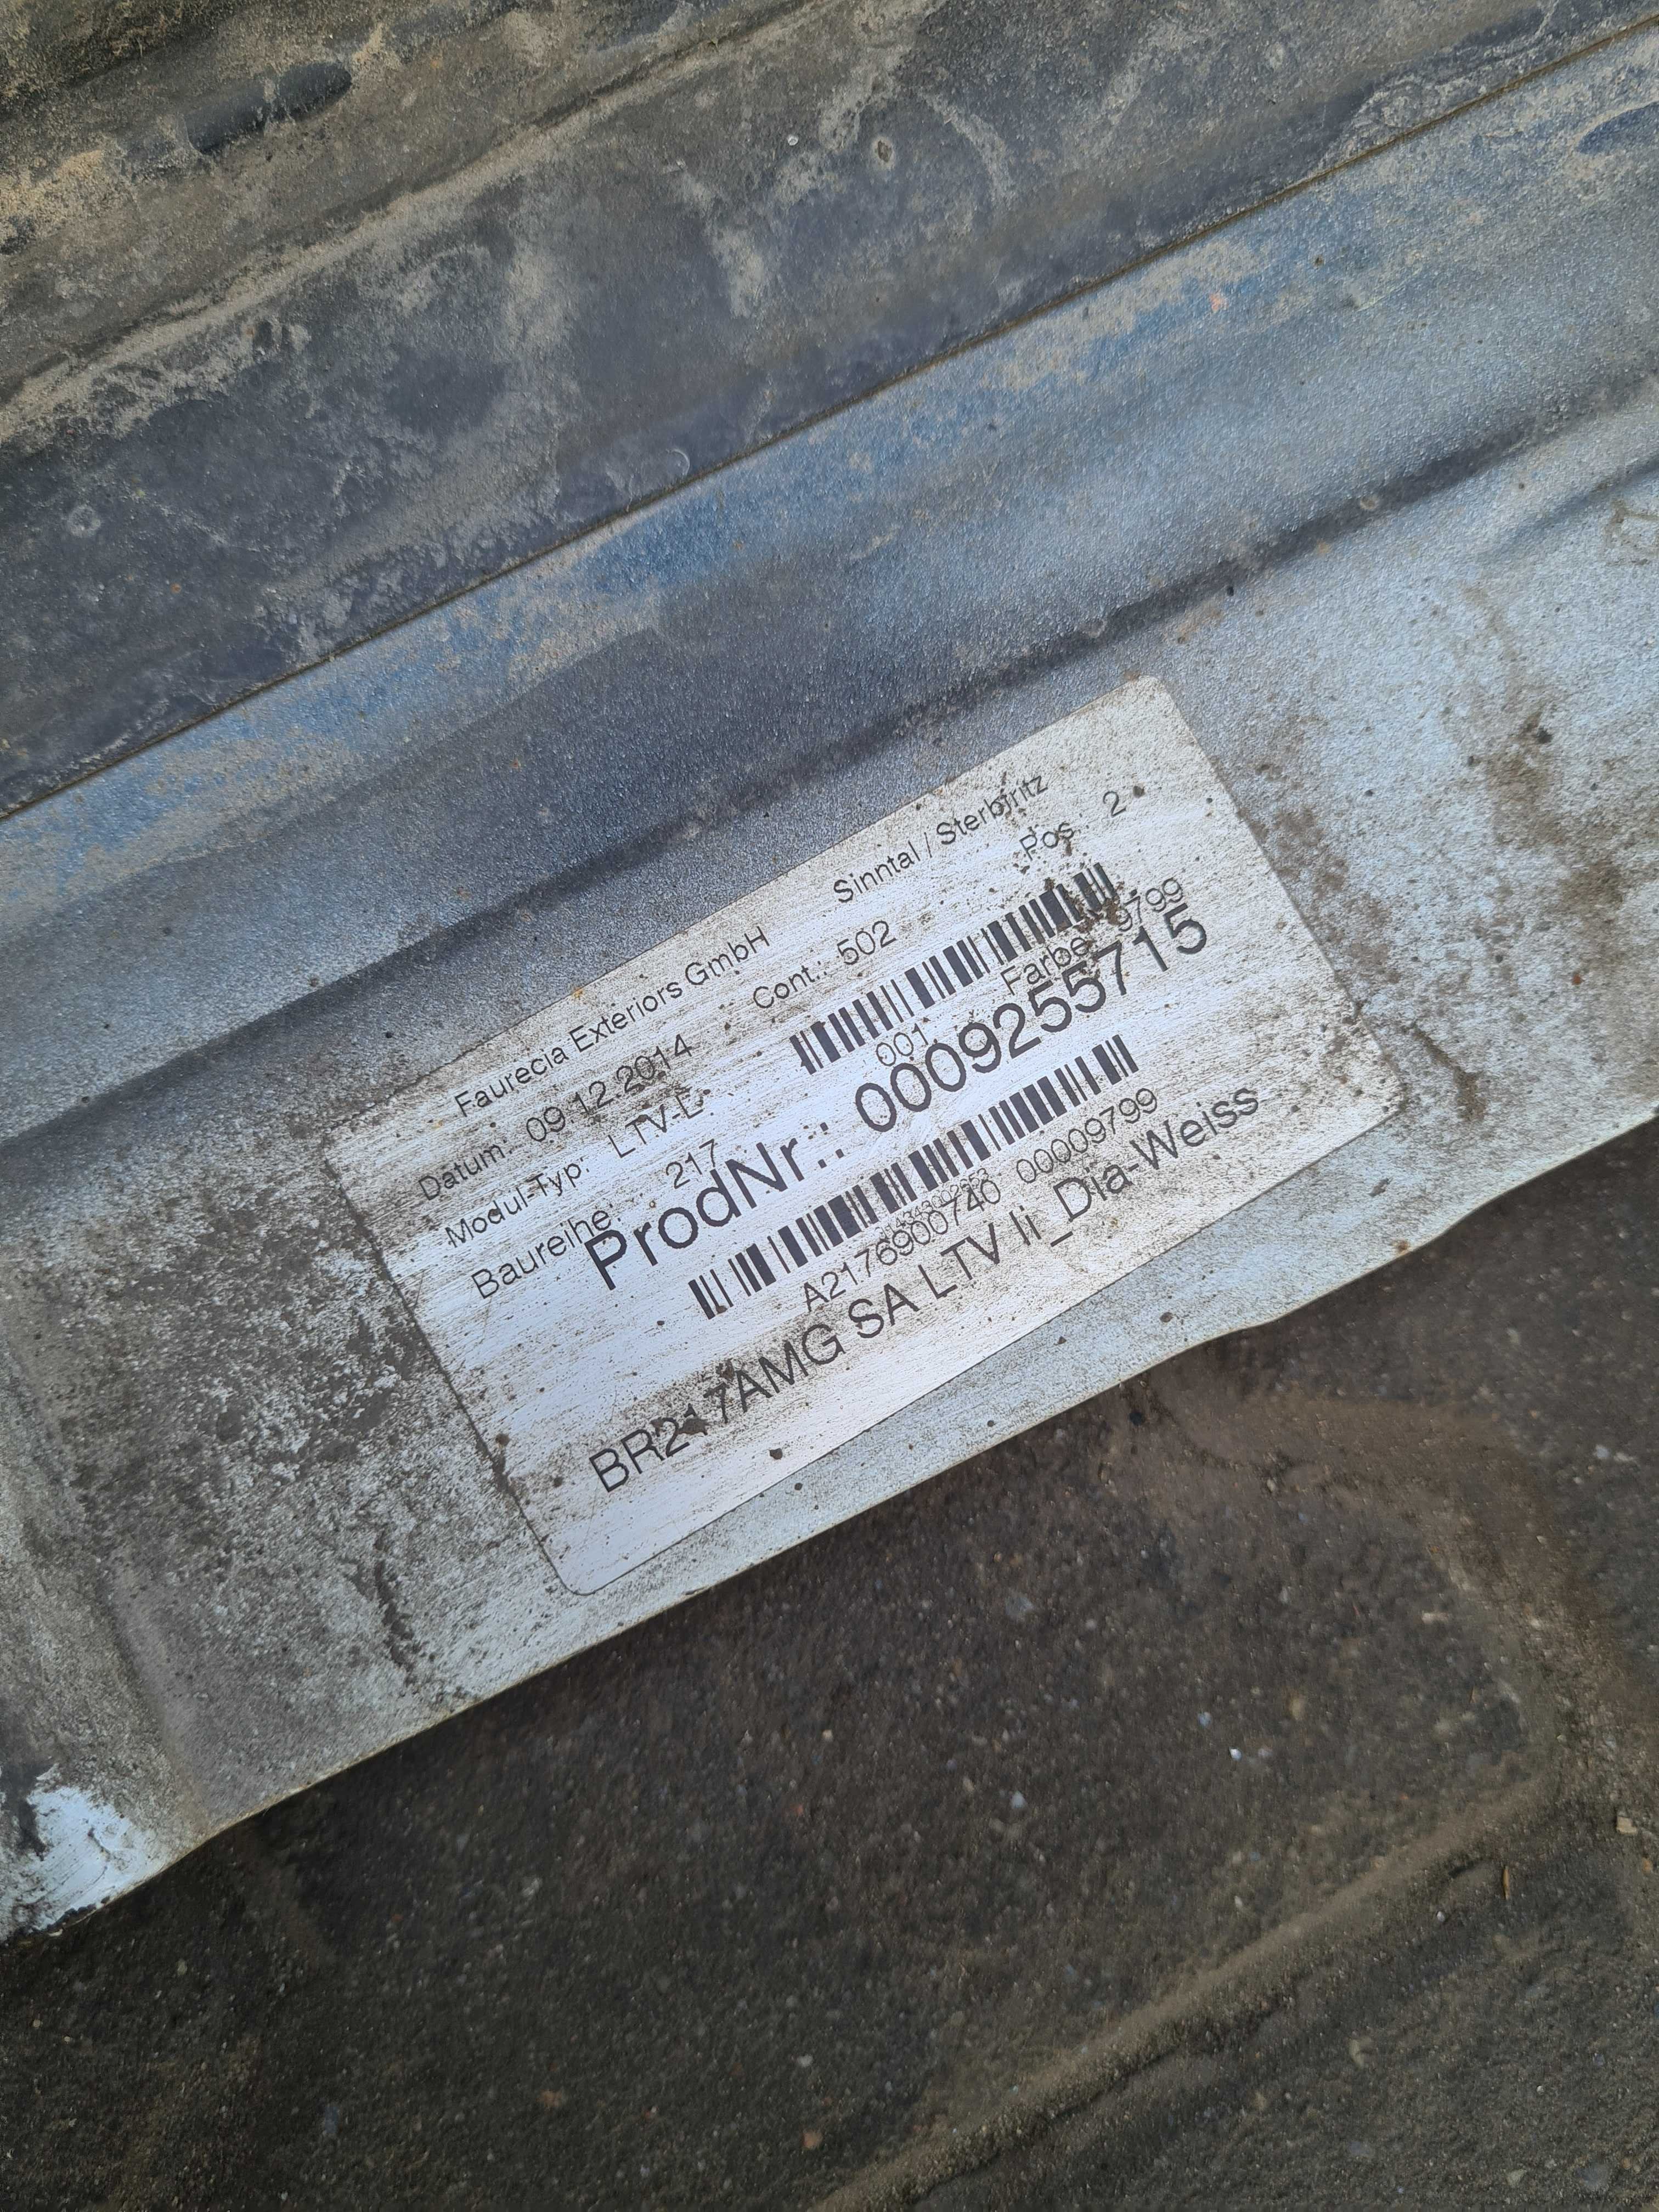 Faurecia Exteriors GmbH Sinntal / Sterbfritz
Datum: 09.12.2014 Cont.: 502 Pos.: 2
Modul-Typ: LTV-L
Baureihe: 217 001 Farbe: 9799
ProdNr.: 0009255715
A2176900740 00009799
BR217AMG SA LTV li_Dia-Weiss